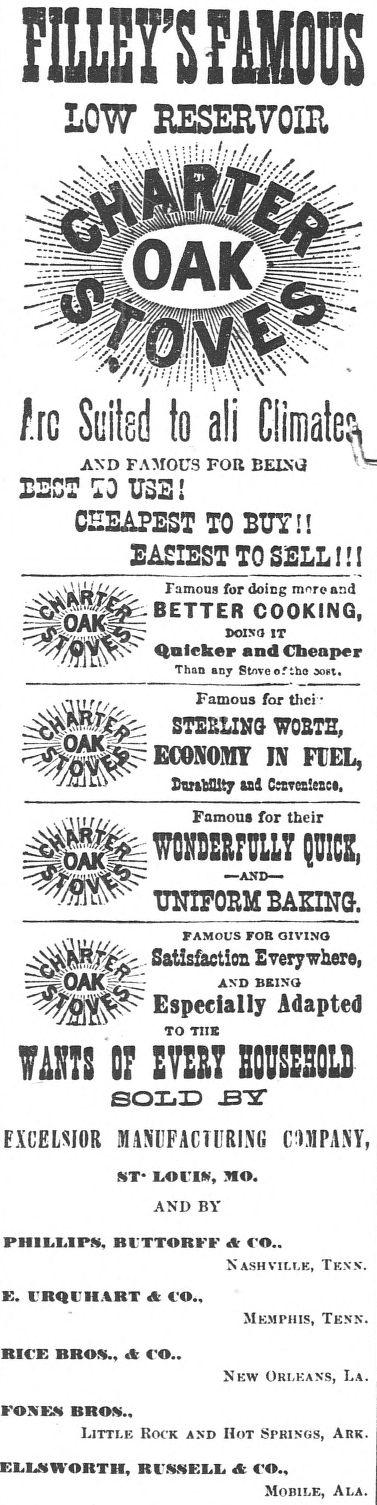 FILLEY'S FAMOUS
LOW RESERVOIR
CHARTER
OAK
STOVES
Are Suited to all Climates,
AND FAMOUS FOR BEING
BEST TO USE!
CHEAPEST TO BUY!!
EASIEST TO SELL!!!
CHARTER
OAK
STOVES
Famous for doing more and
BETTER COOKING,
DOING IT
Quicker and Cheaper
Than any Stove of the cost.
CHARTER
OAK
STOVES
Famous for their
STERLING WORTH,
ECONOMY IN FUEL,
Durability and Convenience.
CHARTER
OAK
STOVES
Famous for their
WONDERFULLY QUICK,
—AND—
UNIFORM BAKING.
CHARTER
OAK
STOVES
FAMOUS FOR GIVING
Satisfaction Everywhere,
AND BEING
Especially Adapted
TO THE
WANTS OF EVERY HOUSEHOLD
SOLD BY
EXCELSIOR MANUFACTURING COMPANY,
ST. LOUIS, MO.
AND BY
PHILLIPS, BUTTORFF & CO.,
NASHVILLE, TENN.
E. URQUHART & CO.,
MEMPHIS, TENN.
RICE BROS., & CO..
NEW ORLEANS, LA.
FONES BROS.,
LITTLE ROCK AND HOT SPRINGS, ARK.
ELLSWORTH, RUSSELL & CO.,
MOBILE, ALA.